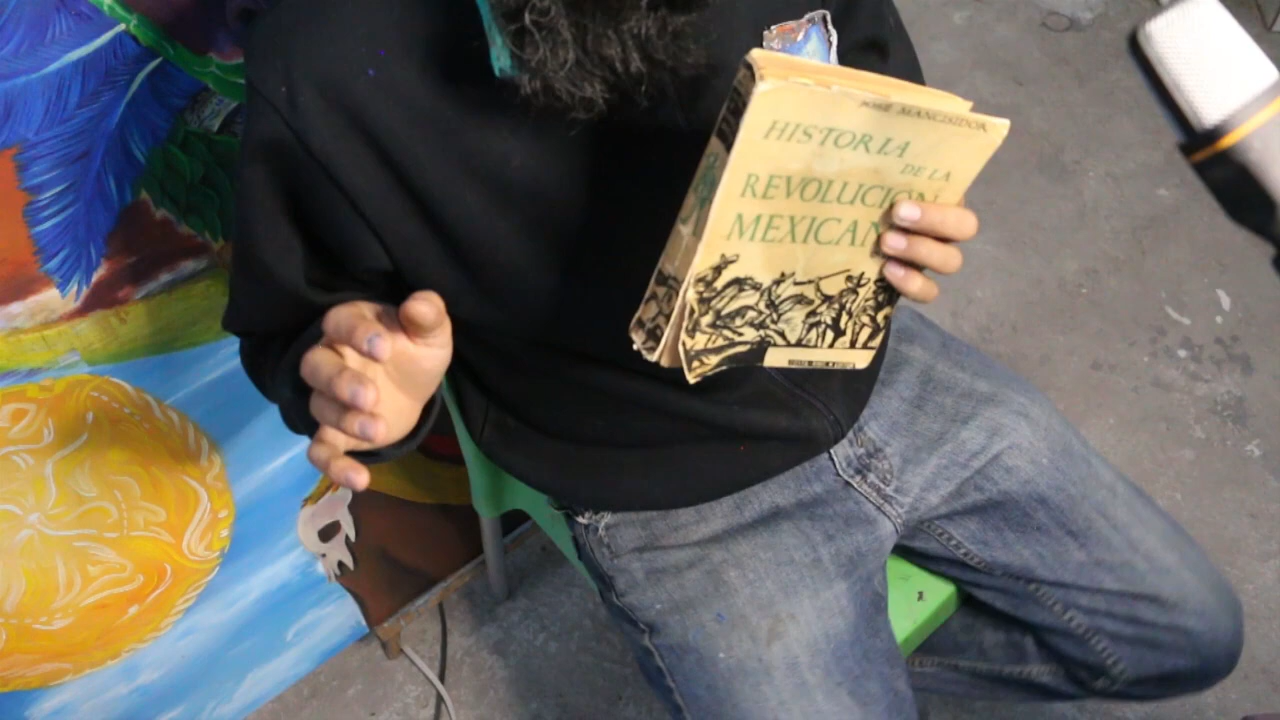 JOSÉ MANCISIDOR
HISTORIA
DE LA
REVOLUCIÓN
MEXICAN